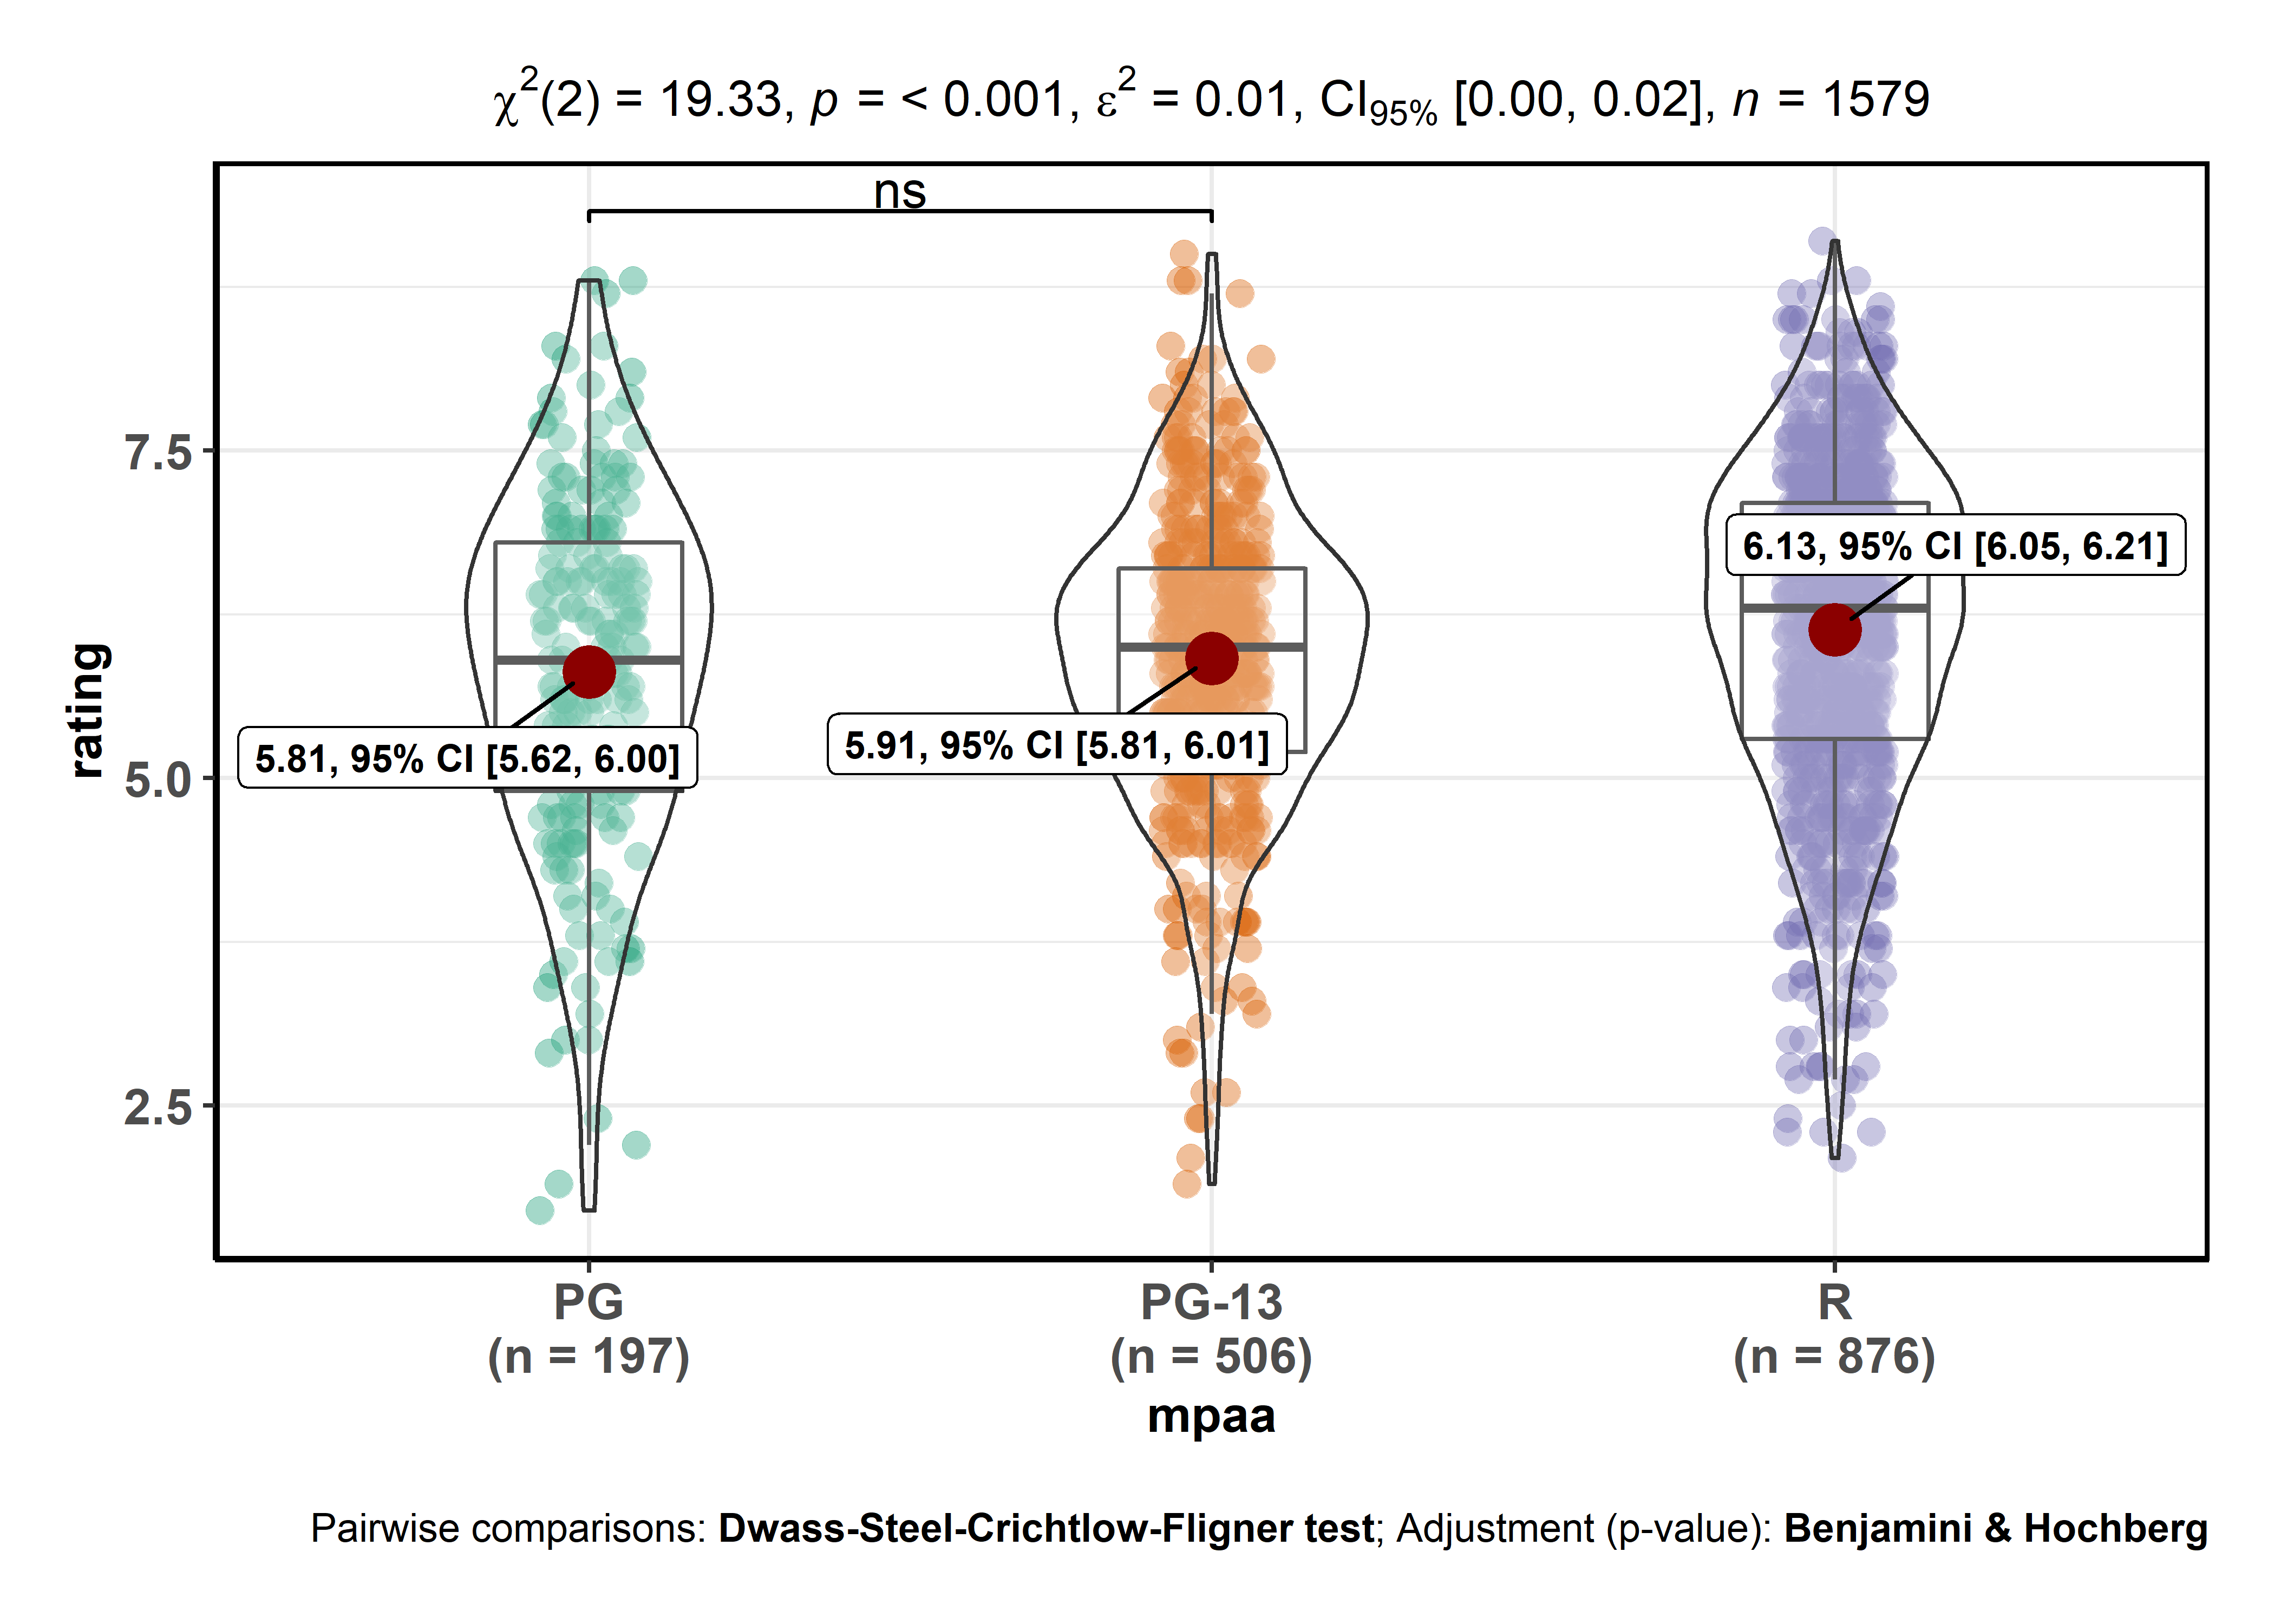 χ²(2) = 19.33, p = < 0.001, ε² = 0.01, CI95% [0.00, 0.02], n = 1579
ns
7.5
6.13, 95% CI [6.05, 6.21]
rating
5.81, 95% CI [5.62, 6.00]
5.91, 95% CI [5.81, 6.01]
5.0
2.5
PG
(n = 197)
PG-13
(n = 506)
R
(n = 876)
mpaa
Pairwise comparisons: Dwass-Steel-Crichtlow-Fligner test; Adjustment (p-value): Benjamini & Hochberg